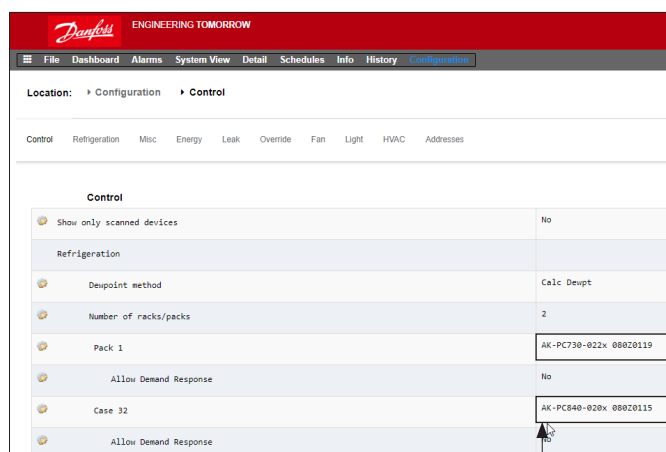 Danfoss ENGINEERING TOMORROW
File Dashboard Alarms System View Detail Schedules Info History Configuration
Location: Configuration Control
Control Refrigeration Misc Energy Leak Override Fan Light HVAC Addresses
Control
Show only scanned devices No
Refrigeration
Dewpoint method Calc Dewpt
Number of racks/packs 2
Pack 1 AK-PC730-022x 080Z0119
Allow Demand Response No
Case 32 AK-PC840-020x 080Z0115
Allow Demand Response No